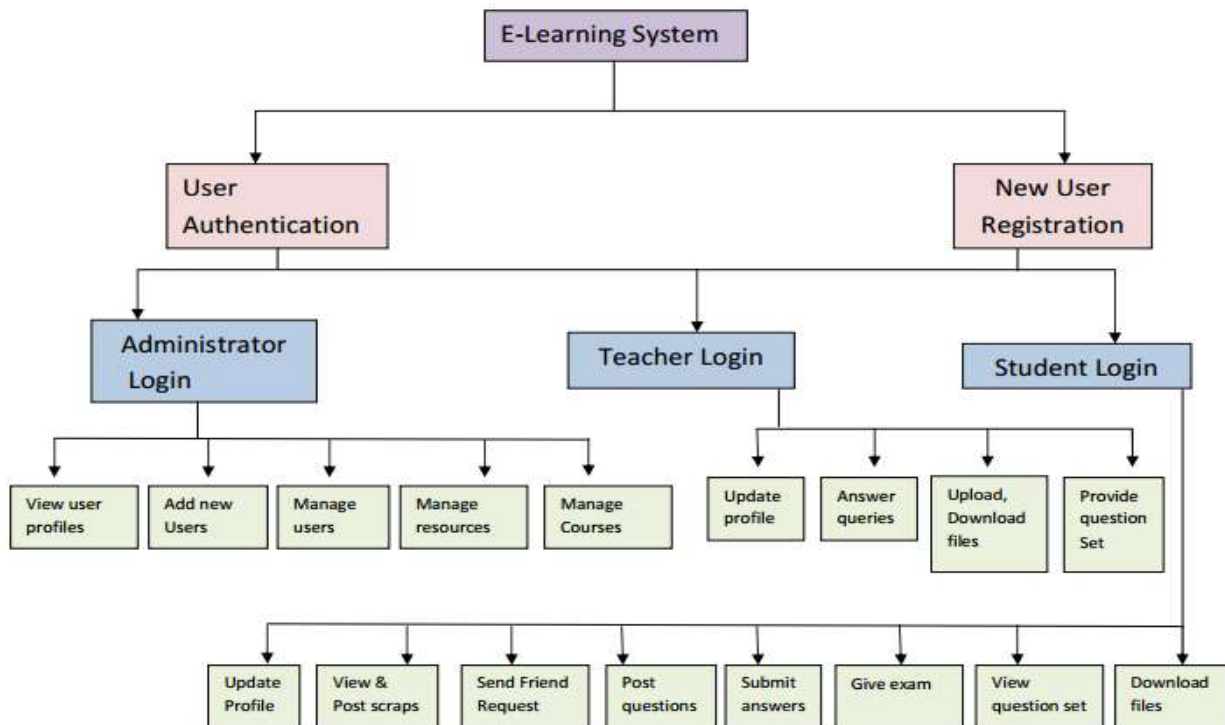 E-Learning System
User
Authentication
New User
Registration
Administrator
Login
Teacher Login
Student Login
View user
profiles
Add new
Users
Manage
users
Manage
resources
Manage
Courses
Update
profile
Answer
queries
Upload,
Download
files
Provide
question
Set
Update
Profile
View &
Post scraps
Send Friend
Request
Post
questions
Submit
answers
Give exam
View
question set
Download
files